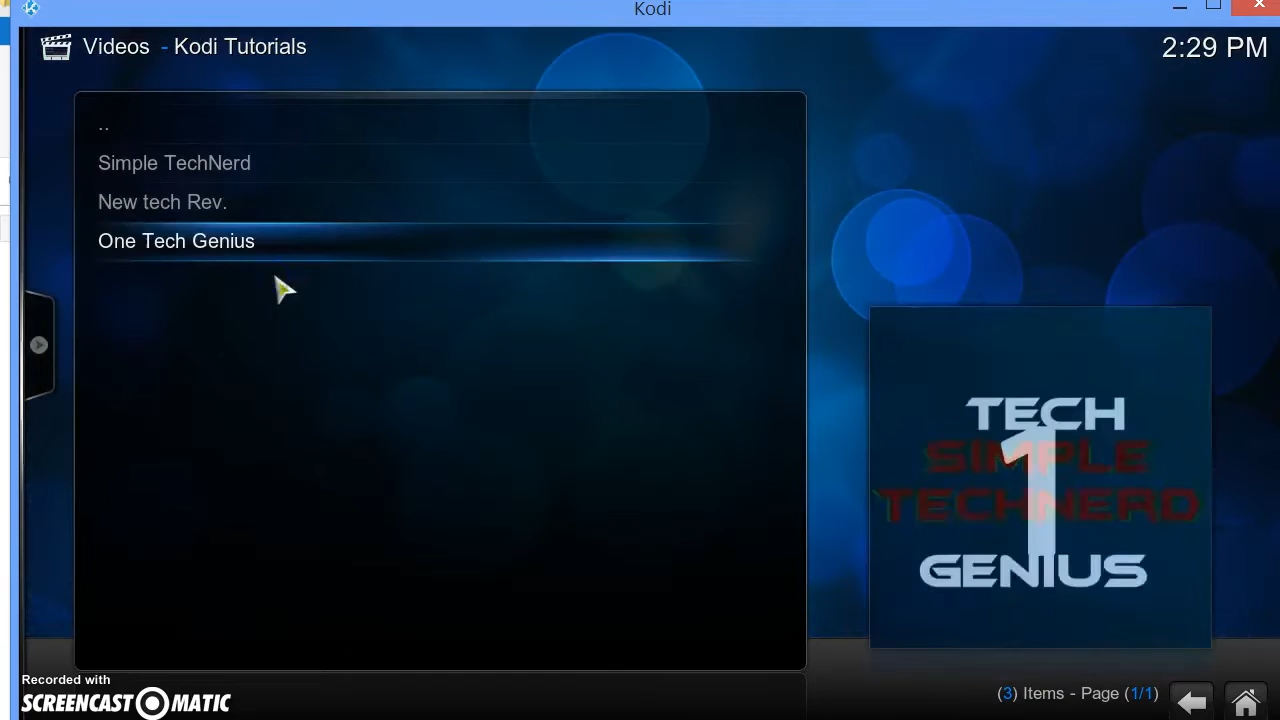 Kodi
Videos - Kodi Tutorials
2:29 PM
..
Simple TechNerd
New tech Rev.
One Tech Genius
TECH
1
SIMPLE
TECHNERD
GENIUS
Recorded with
SCREENCAST O MATIC
(3) Items - Page (1/1)